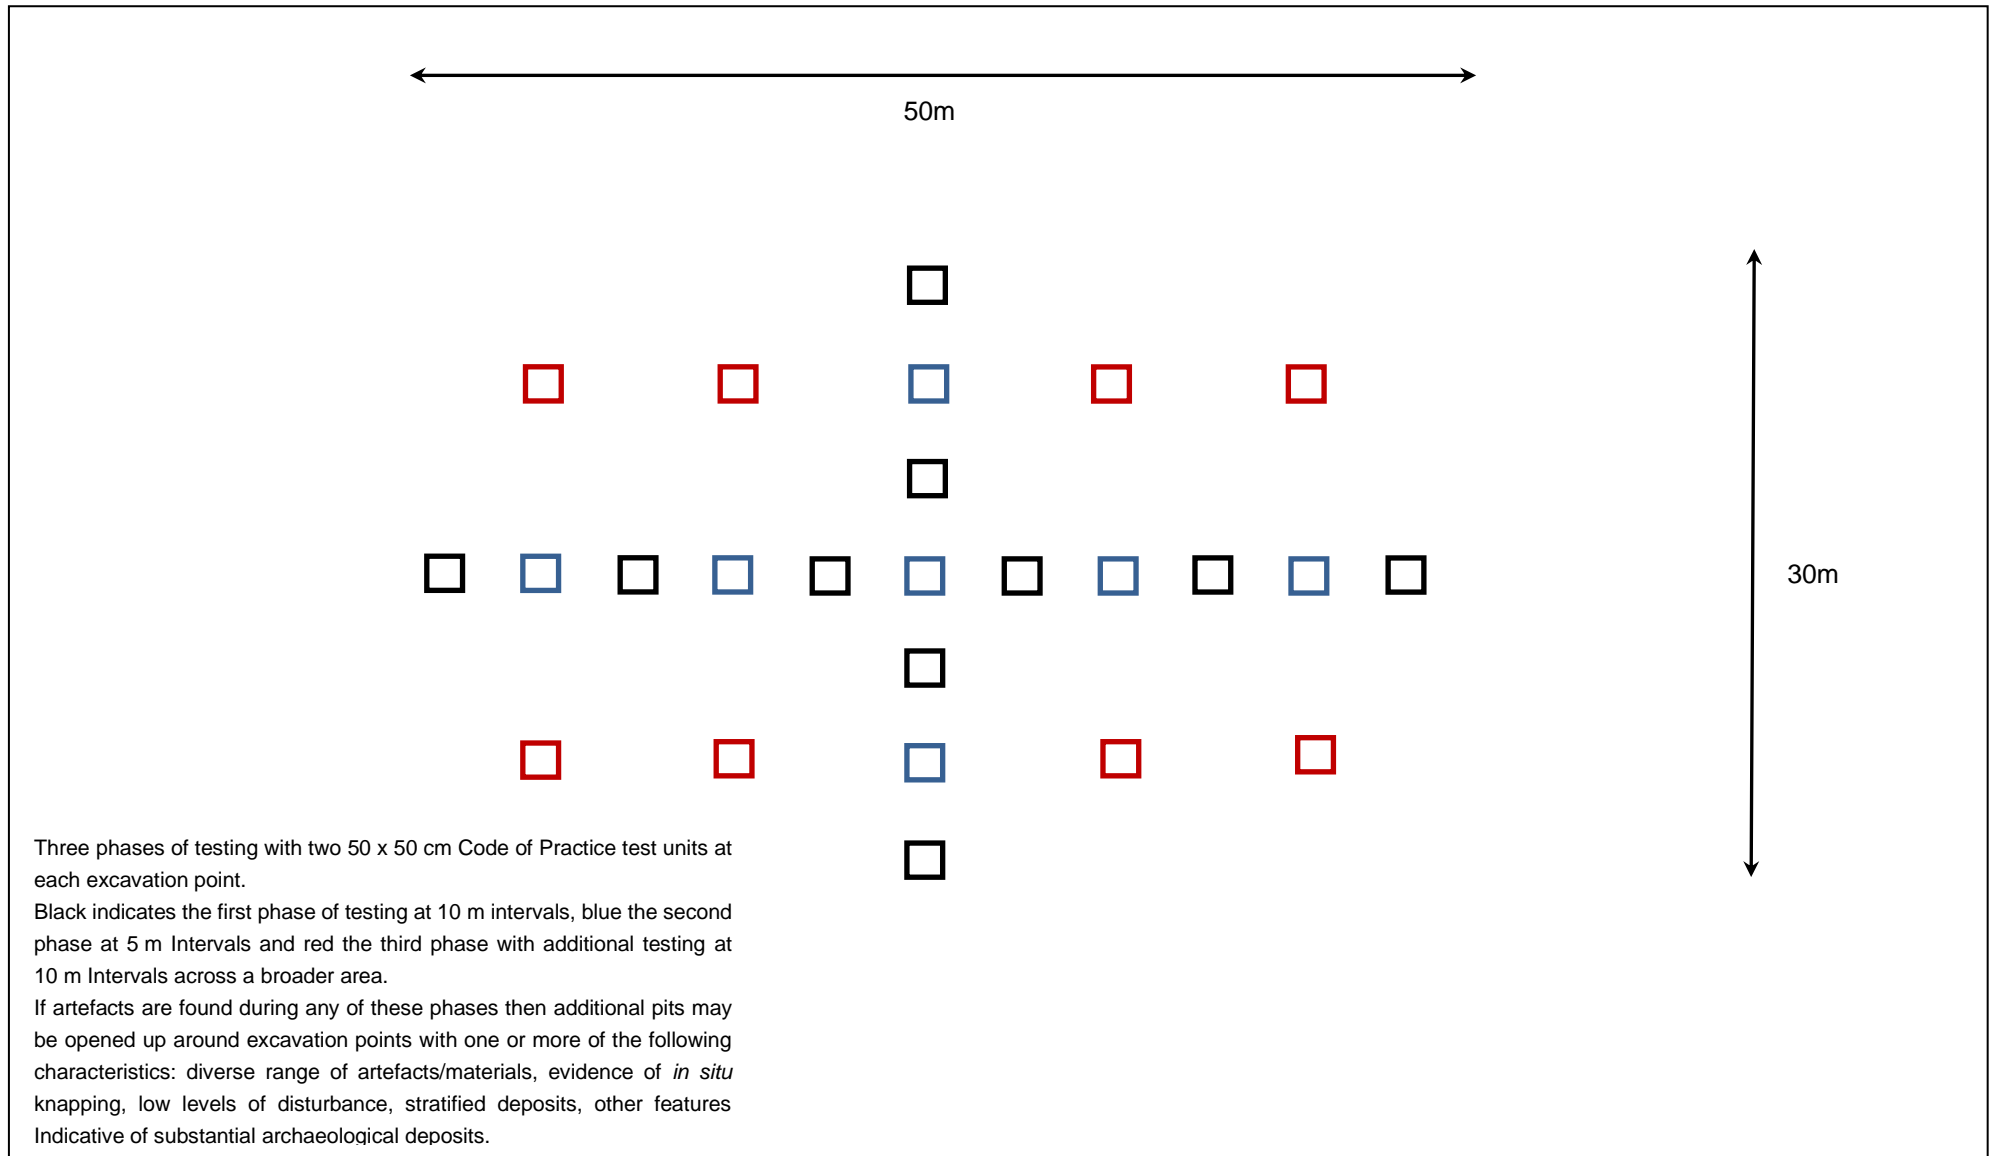 50m
30m
Three phases of testing with two 50 x 50 cm Code of Practice test units at
each excavation point.
Black indicates the first phase of testing at 10 m intervals, blue the second
phase at 5 m Intervals and red the third phase with additional testing at
10 m Intervals across a broader area.
If artefacts are found during any of these phases then additional pits may
be opened up around excavation points with one or more of the following
characteristics: diverse range of artefacts/materials, evidence of in situ
knapping, low levels of disturbance, stratified deposits, other features
Indicative of substantial archaeological deposits.